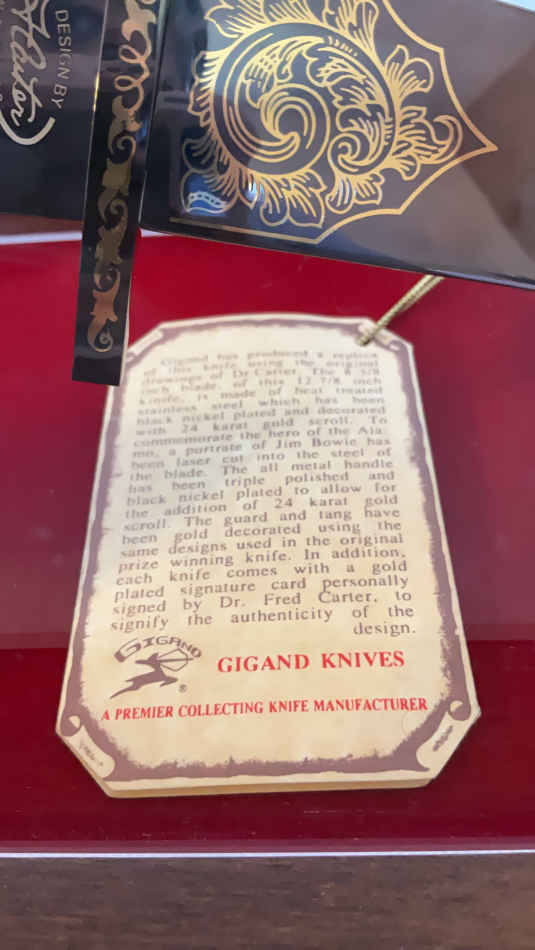 DESIGN BY
Gigand has produced a replica
of this knife using the original
drawings of Dr. Carter. The 8 5/8
inch blade, of this 12 7/8 inch
knife, is made of heat treated
stainless steel which has been
black nickel plated and decorated
with 24 karat gold scroll. To
commemorate the hero of the Ala-
mo, a portrate of Jim Bowie has
been laser cut into the steel of
the blade. The all metal handle
has been triple polished and
black nickel plated to allow for
the addition of 24 karat gold
scroll. The guard and tang have
been gold decorated using the
same designs used in the original
prize winning knife. In addition,
each knife comes with a gold
plated signature card personally
signed by Dr. Fred Carter, to
signify the authenticity of the
design.
GIGAND
®
GIGAND KNIVES
A PREMIER COLLECTING KNIFE MANUFACTURER